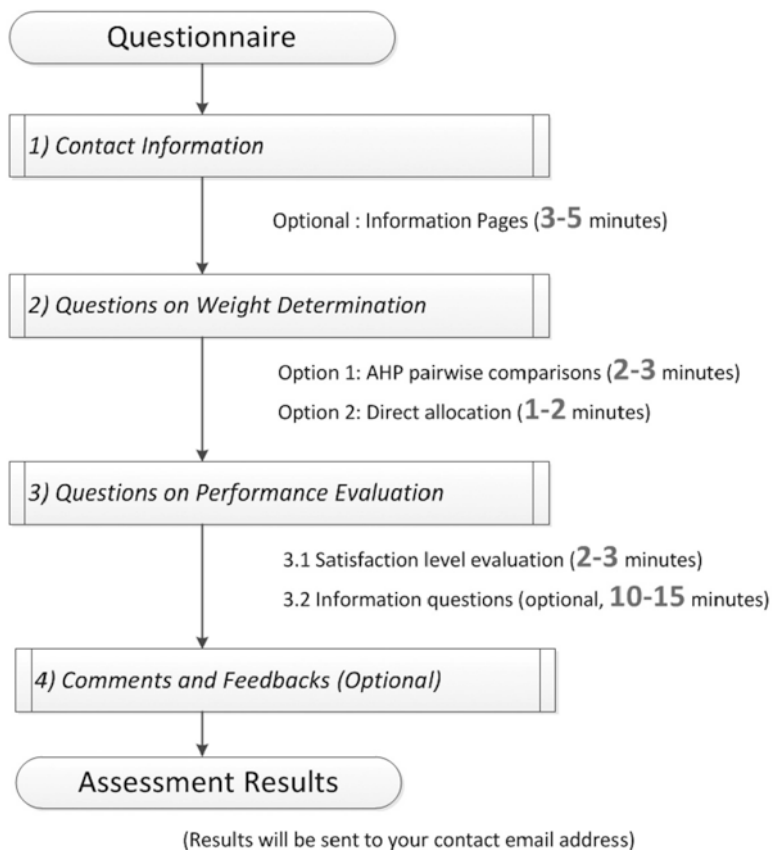 Questionnaire
1) Contact Information
Optional : Information Pages (3-5 minutes)
2) Questions on Weight Determination
Option 1: AHP pairwise comparisons (2-3 minutes)
Option 2: Direct allocation (1-2 minutes)
3) Questions on Performance Evaluation
3.1 Satisfaction level evaluation (2-3 minutes)
3.2 Information questions (optional, 10-15 minutes)
4) Comments and Feedbacks (Optional)
Assessment Results
(Results will be sent to your contact email address)